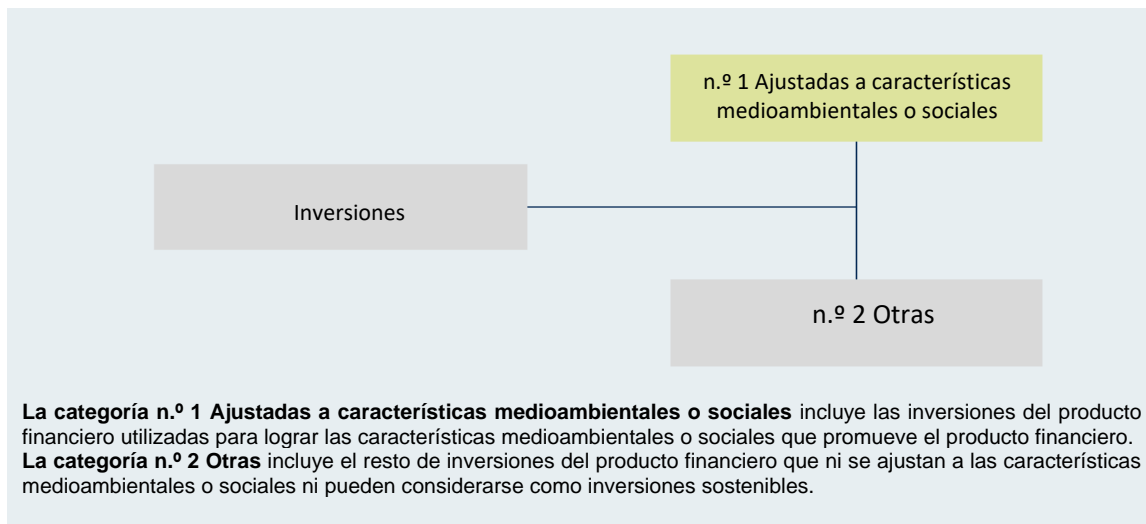 n.º 1 Ajustadas a características
medioambientales o sociales
Inversiones
n.º 2 Otras
La categoría n.º 1 Ajustadas a características medioambientales o sociales incluye las inversiones del producto
financiero utilizadas para lograr las características medioambientales o sociales que promueve el producto financiero.
La categoría n.º 2 Otras incluye el resto de inversiones del producto financiero que ni se ajustan a las características
medioambientales o sociales ni pueden considerarse como inversiones sostenibles.